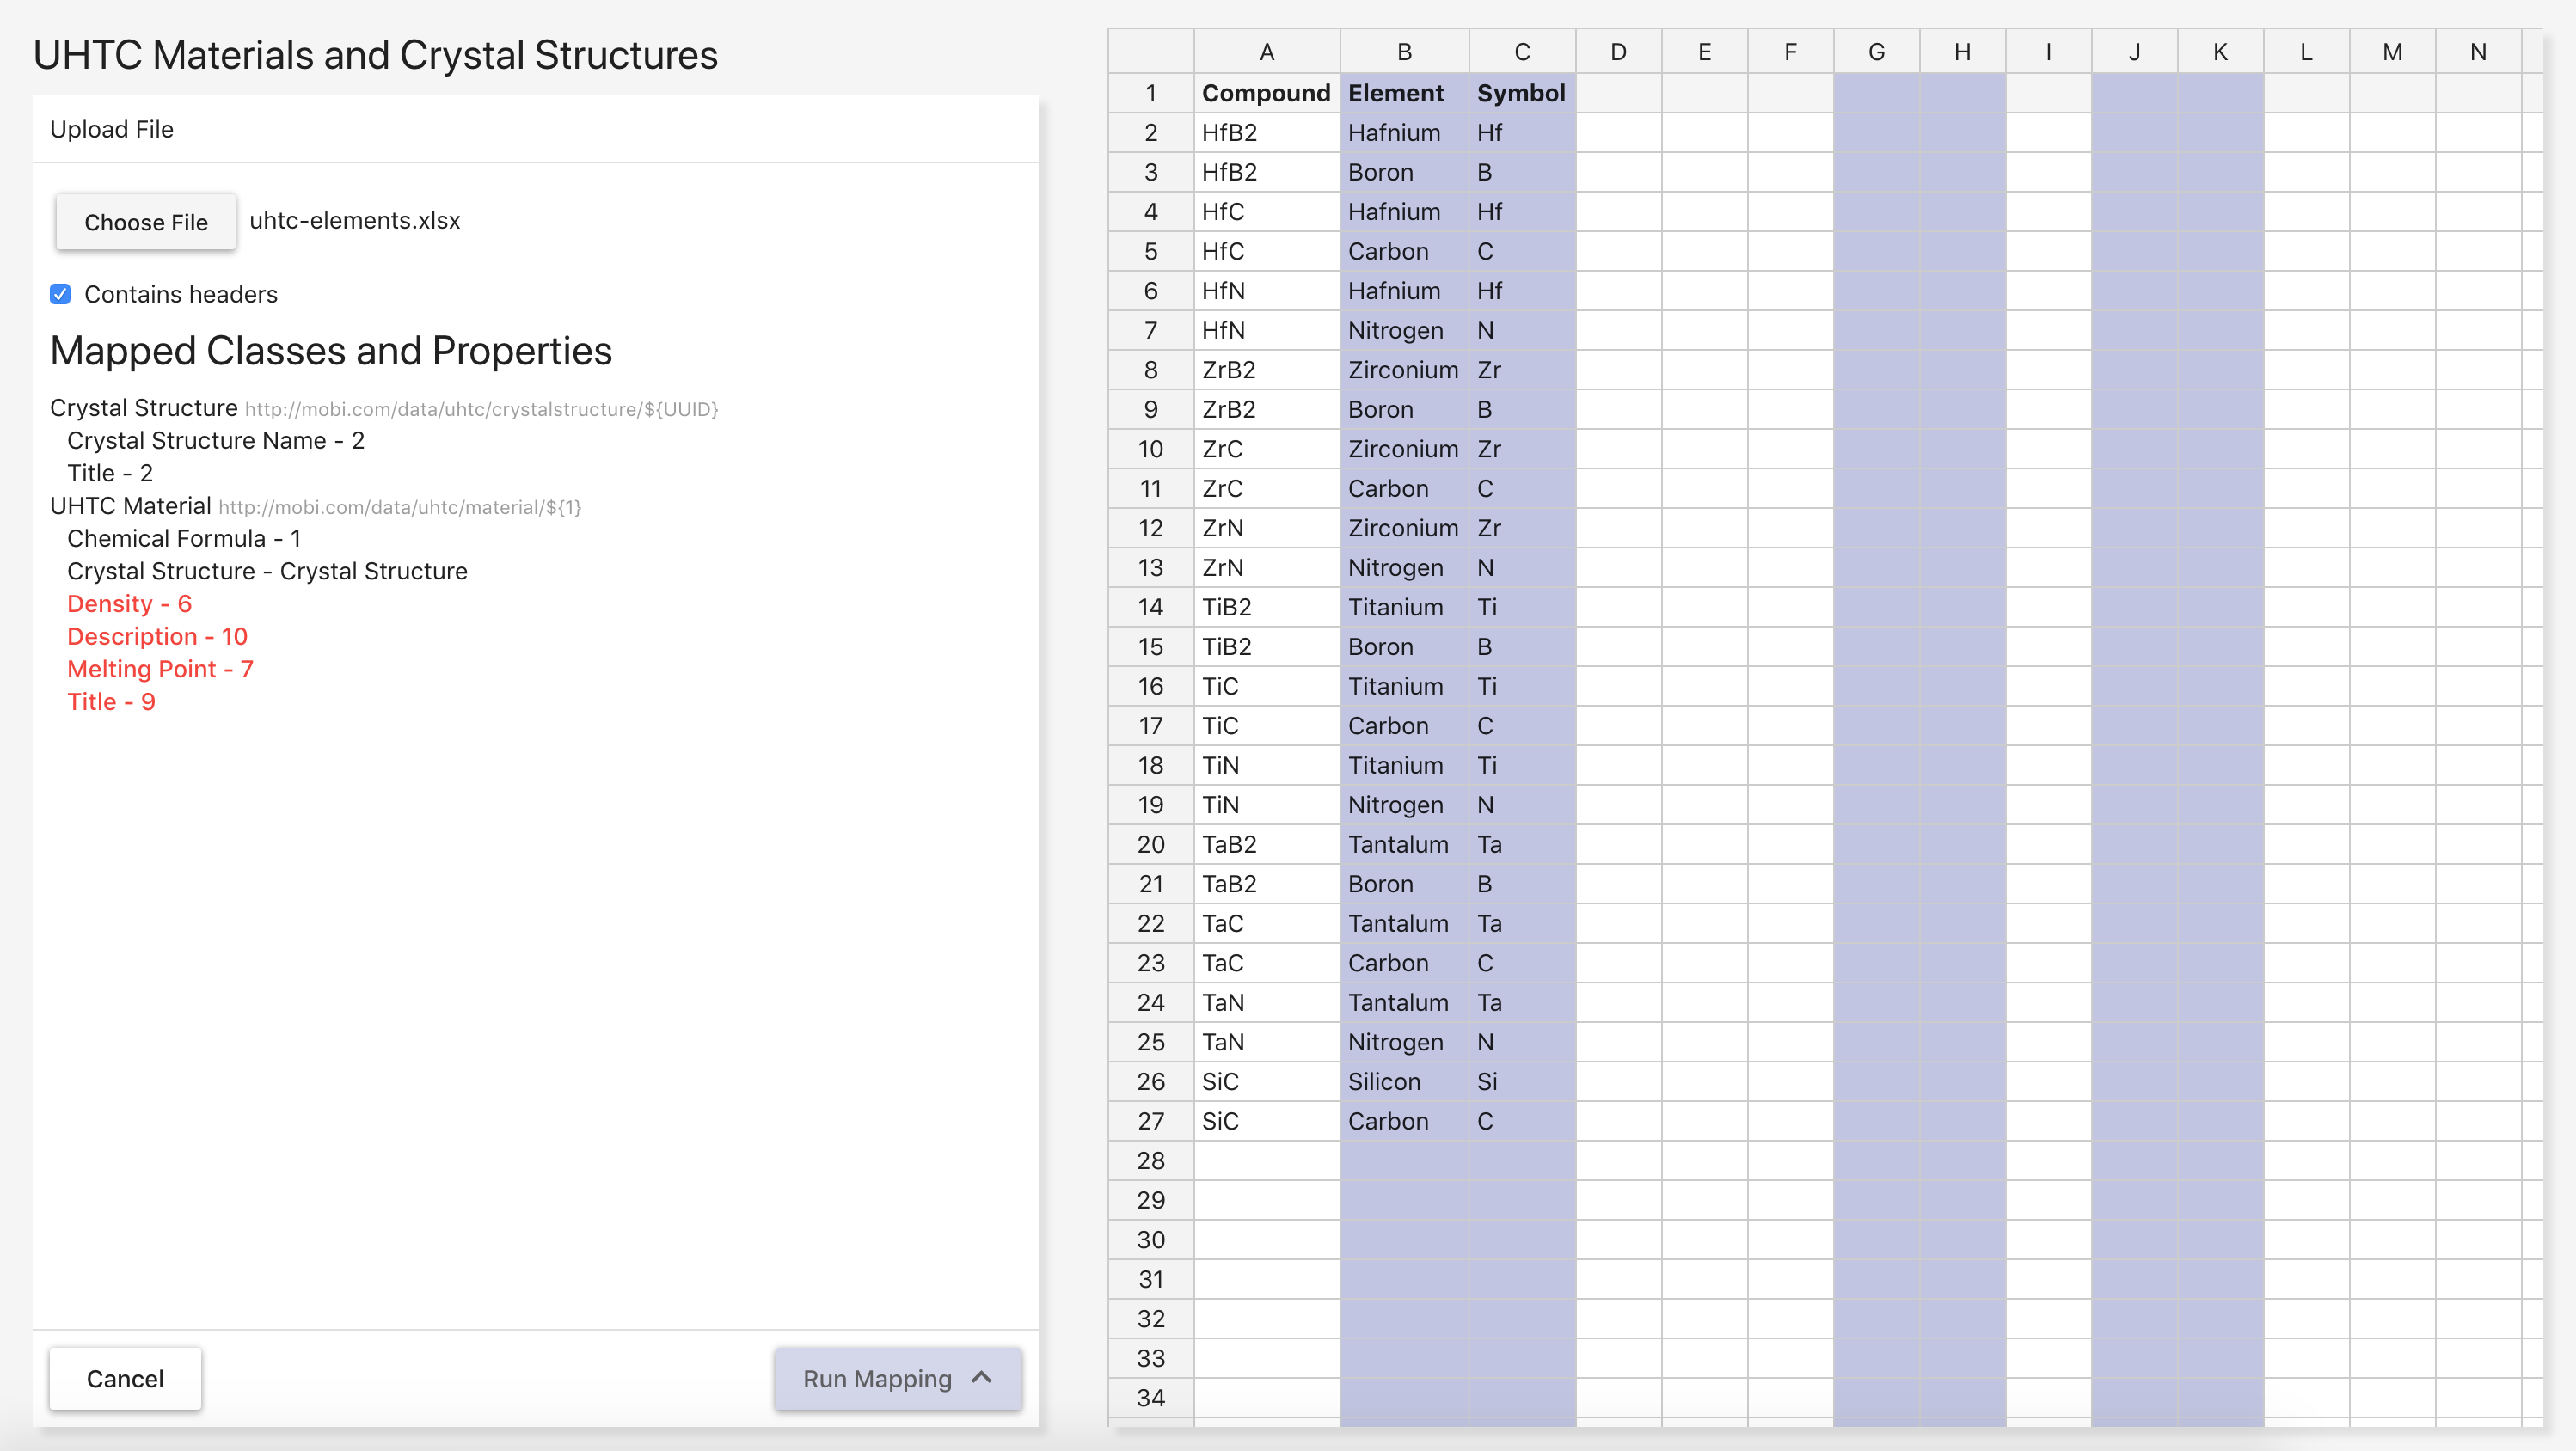 UHTC Materials and Crystal Structures
Upload File
Choose File uhtc-elements.xlsx
Contains headers
Mapped Classes and Properties
Crystal Structure http://mobi.com/data/uhtc/crystalstructure/${UUID}
Crystal Structure Name - 2
Title - 2
UHTC Material http://mobi.com/data/uhtc/material/${1}
Chemical Formula - 1
Crystal Structure - Crystal Structure
Density - 6
Description - 10
Melting Point - 7
Title - 9
Cancel Run Mapping
A B C D E F G H I J K L M N
1 Compound Element Symbol
2 HfB2 Hafnium Hf
3 HfB2 Boron B
4 HfC Hafnium Hf
5 HfC Carbon C
6 HfN Hafnium Hf
7 HfN Nitrogen N
8 ZrB2 Zirconium Zr
9 ZrB2 Boron B
10 ZrC Zirconium Zr
11 ZrC Carbon C
12 ZrN Zirconium Zr
13 ZrN Nitrogen N
14 TiB2 Titanium Ti
15 TiB2 Boron B
16 TiC Titanium Ti
17 TiC Carbon C
18 TiN Titanium Ti
19 TiN Nitrogen N
20 TaB2 Tantalum Ta
21 TaB2 Boron B
22 TaC Tantalum Ta
23 TaC Carbon C
24 TaN Tantalum Ta
25 TaN Nitrogen N
26 SiC Silicon Si
27 SiC Carbon C
28
29
30
31
32
33
34